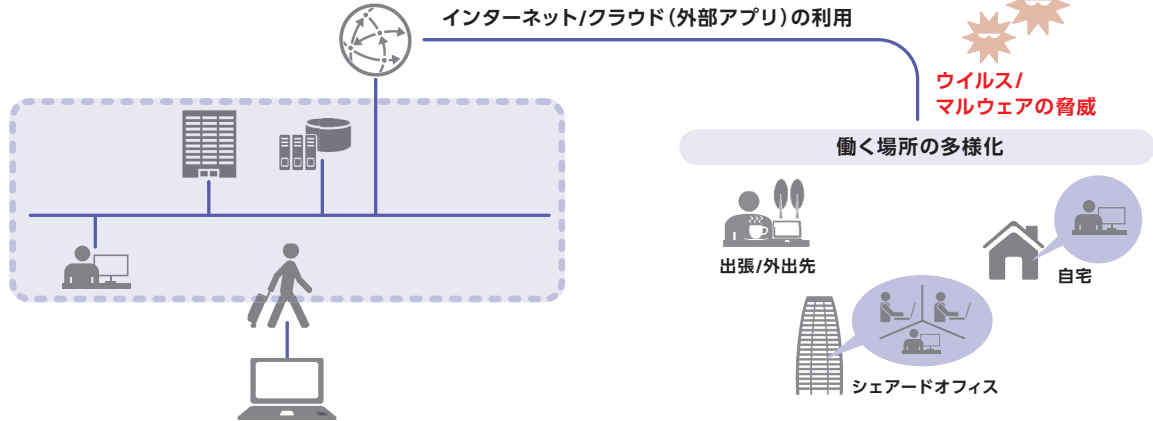 インターネット/クラウド（外部アプリ）の利用
ウイルス/
マルウェアの脅威
働く場所の多様化
出張/外出先
自宅
シェアードオフィス